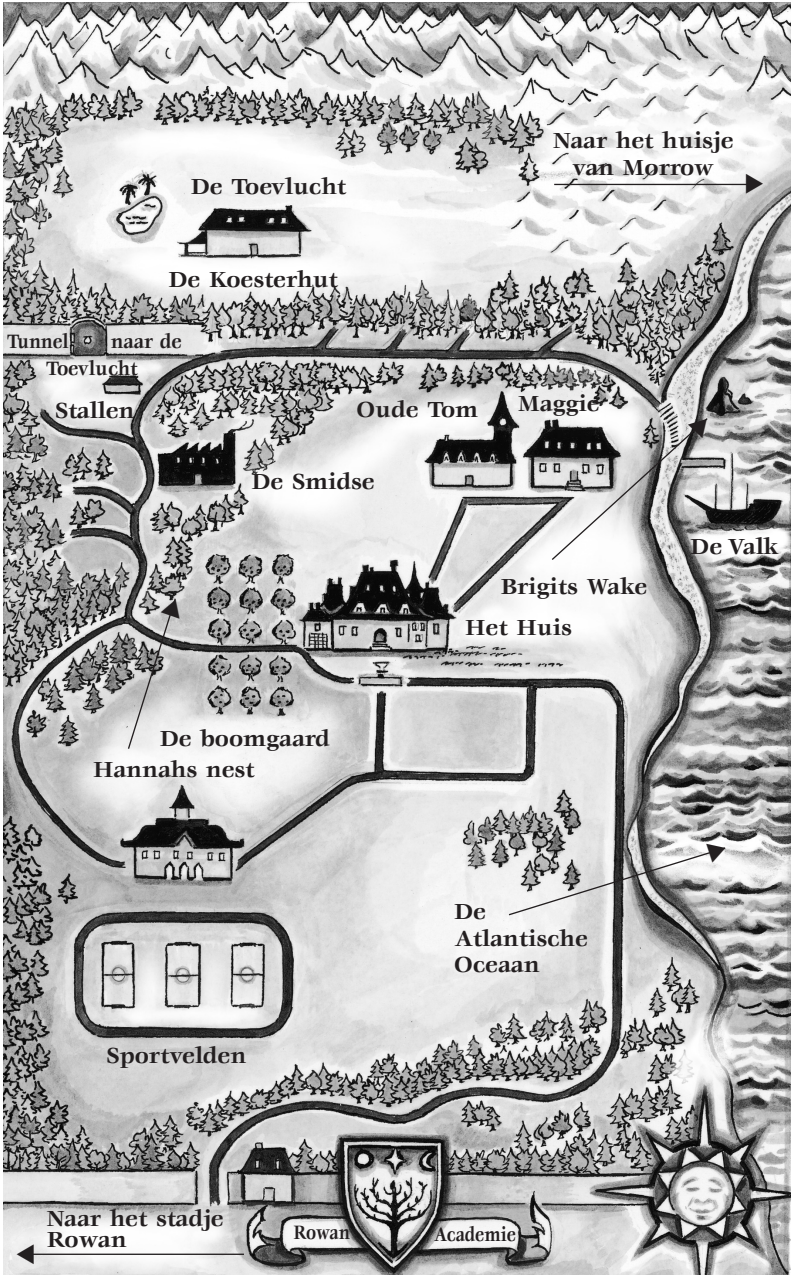 Naar het huisje
van Morrow
De Toevlucht
De Koesterhut
Tunnel naar de
Toevlucht
Stallen
Oude Tom
Maggie
De Smidse
De Valk
Brigits Wake
Het Huis
De boomgaard
Hannahs nest
De
Atlantische
Oceaan
Sportvelden
Naar het stadje
Rowan
Rowan Academie